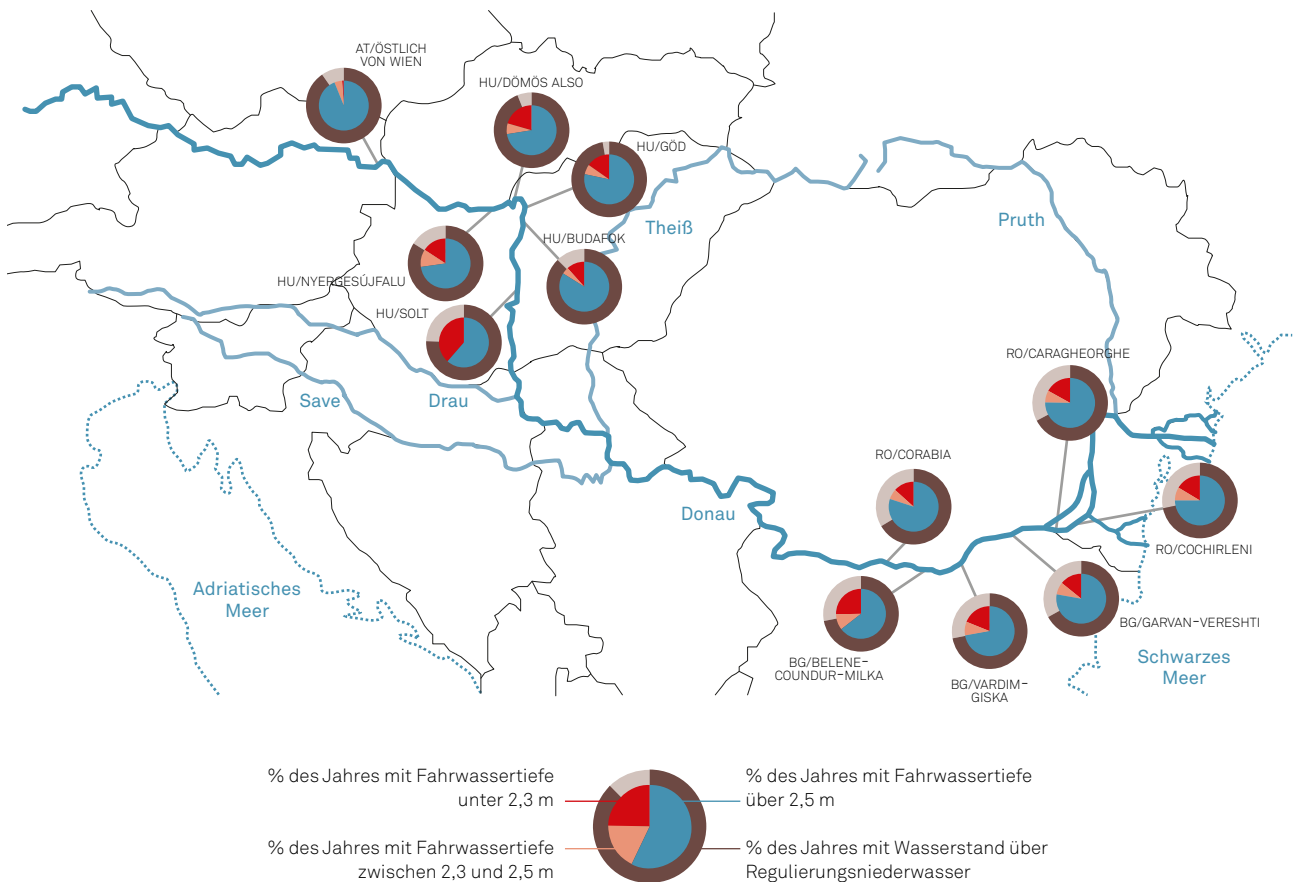 AT/ÖSTLICH
VON WIEN
HU/DÖMÖS ALSO
HU/GÖD
Theiß
Pruth
HU/BUDAFOK
HU/NYERGESÚJFALU
HU/SOLT
RO/CARAGHEORGHE
Save
Drau
RO/CORABIA
Donau
RO/COCHIRLENI
Adriatisches
Meer
BG/GARVAN-VERESHTI
BG/BELENE-
COUNDUR-MILKA
BG/VARDIM-
GISKA
Schwarzes
Meer
% des Jahres mit Fahrwassertiefe
unter 2,3 m
% des Jahres mit Fahrwassertiefe
über 2,5 m
% des Jahres mit Fahrwassertiefe
zwischen 2,3 und 2,5 m
% des Jahres mit Wasserstand über
Regulierungsniederwasser